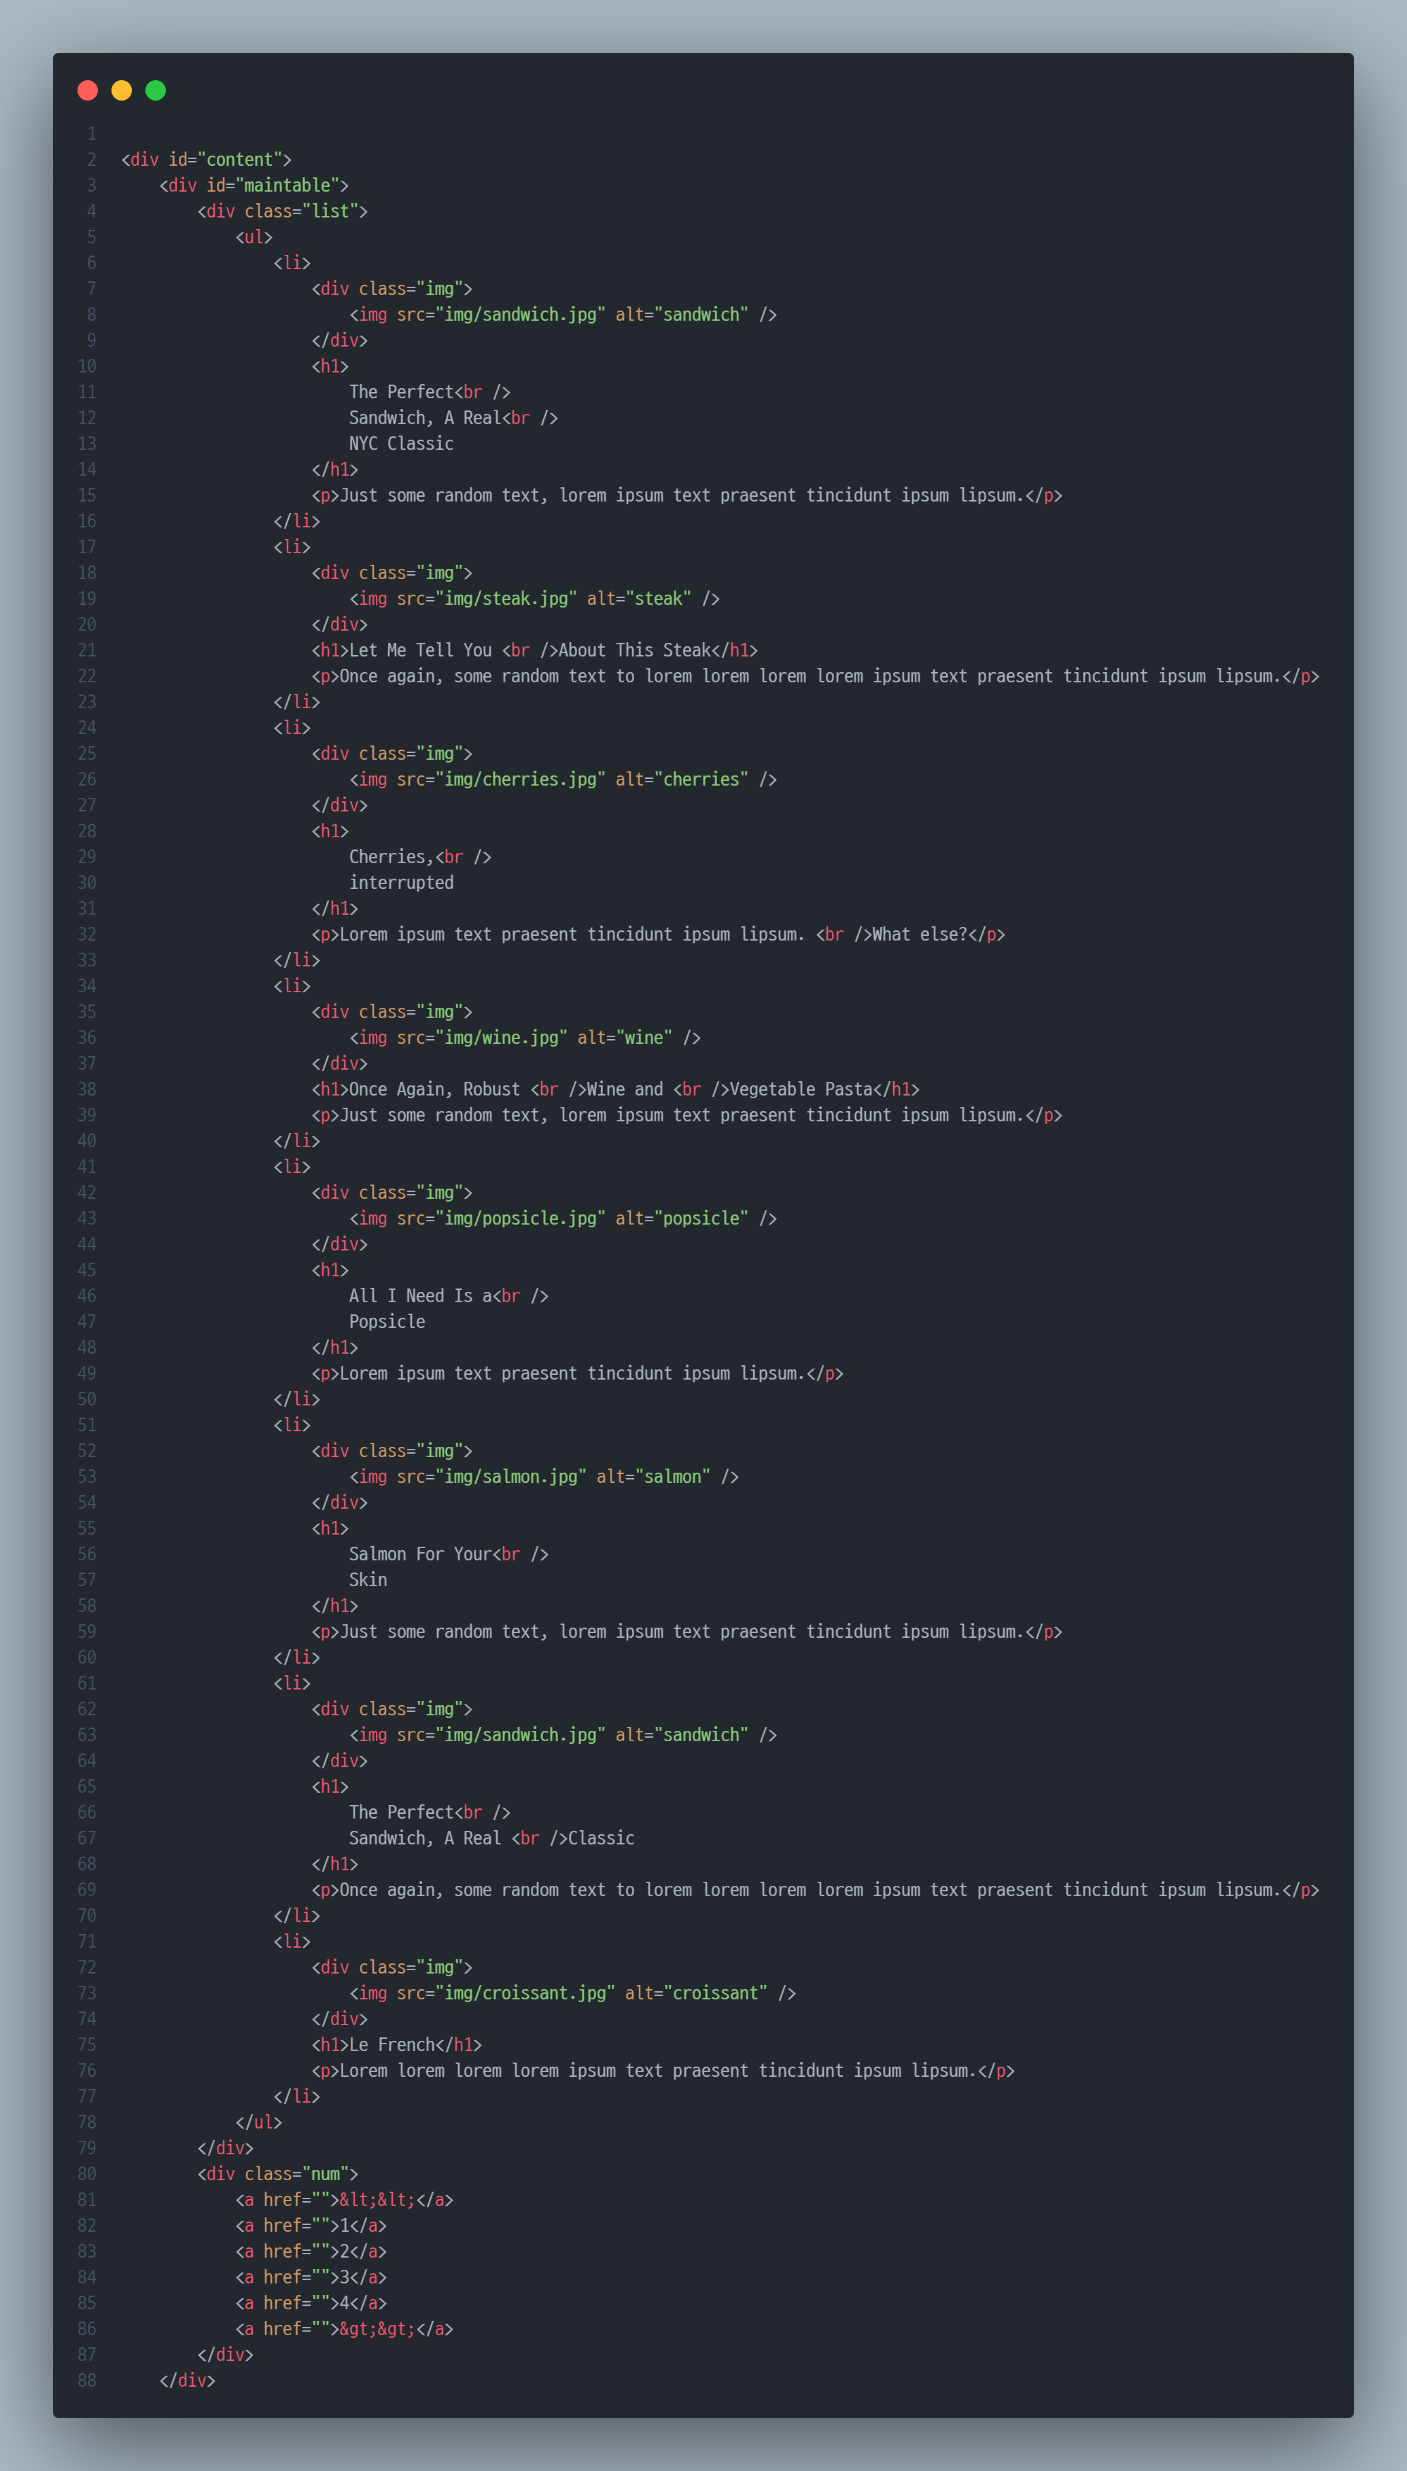 1
2 <div id="content">
3 <div id="maintable">
4 <div class="list">
5 <ul>
6 <li>
7 <div class="img">
8 <img src="img/sandwich.jpg" alt="sandwich" />
9 </div>
10 <h1>
11 The Perfect<br />
12 Sandwich, A Real<br />
13 NYC Classic
14 </h1>
15 <p>Just some random text, lorem ipsum text praesent tincidunt ipsum lipsum.</p>
16 </li>
17 <li>
18 <div class="img">
19 <img src="img/steak.jpg" alt="steak" />
20 </div>
21 <h1>Let Me Tell You <br />About This Steak</h1>
22 <p>Once again, some random text to lorem lorem lorem lorem ipsum text praesent tincidunt ipsum lipsum.</p>
23 </li>
24 <li>
25 <div class="img">
26 <img src="img/cherries.jpg" alt="cherries" />
27 </div>
28 <h1>
29 Cherries,<br />
30 interrupted
31 </h1>
32 <p>Lorem ipsum text praesent tincidunt ipsum lipsum. <br />What else?</p>
33 </li>
34 <li>
35 <div class="img">
36 <img src="img/wine.jpg" alt="wine" />
37 </div>
38 <h1>Once Again, Robust <br />Wine and <br />Vegetable Pasta</h1>
39 <p>Just some random text, lorem ipsum text praesent tincidunt ipsum lipsum.</p>
40 </li>
41 <li>
42 <div class="img">
43 <img src="img/popsicle.jpg" alt="popsicle" />
44 </div>
45 <h1>
46 All I Need Is a<br />
47 Popsicle
48 </h1>
49 <p>Lorem ipsum text praesent tincidunt ipsum lipsum.</p>
50 </li>
51 <li>
52 <div class="img">
53 <img src="img/salmon.jpg" alt="salmon" />
54 </div>
55 <h1>
56 Salmon For Your<br />
57 Skin
58 </h1>
59 <p>Just some random text, lorem ipsum text praesent tincidunt ipsum lipsum.</p>
60 </li>
61 <li>
62 <div class="img">
63 <img src="img/sandwich.jpg" alt="sandwich" />
64 </div>
65 <h1>
66 The Perfect<br />
67 Sandwich, A Real <br />Classic
68 </h1>
69 <p>Once again, some random text to lorem lorem lorem lorem ipsum text praesent tincidunt ipsum lipsum.</p>
70 </li>
71 <li>
72 <div class="img">
73 <img src="img/croissant.jpg" alt="croissant" />
74 </div>
75 <h1>Le French</h1>
76 <p>Lorem lorem lorem lorem ipsum text praesent tincidunt ipsum lipsum.</p>
77 </li>
78 </ul>
79 </div>
80 <div class="num">
81 <a href="">&lt;&lt;</a>
82 <a href="">1</a>
83 <a href="">2</a>
84 <a href="">3</a>
85 <a href="">4</a>
86 <a href="">&gt;&gt;</a>
87 </div>
88 </div>